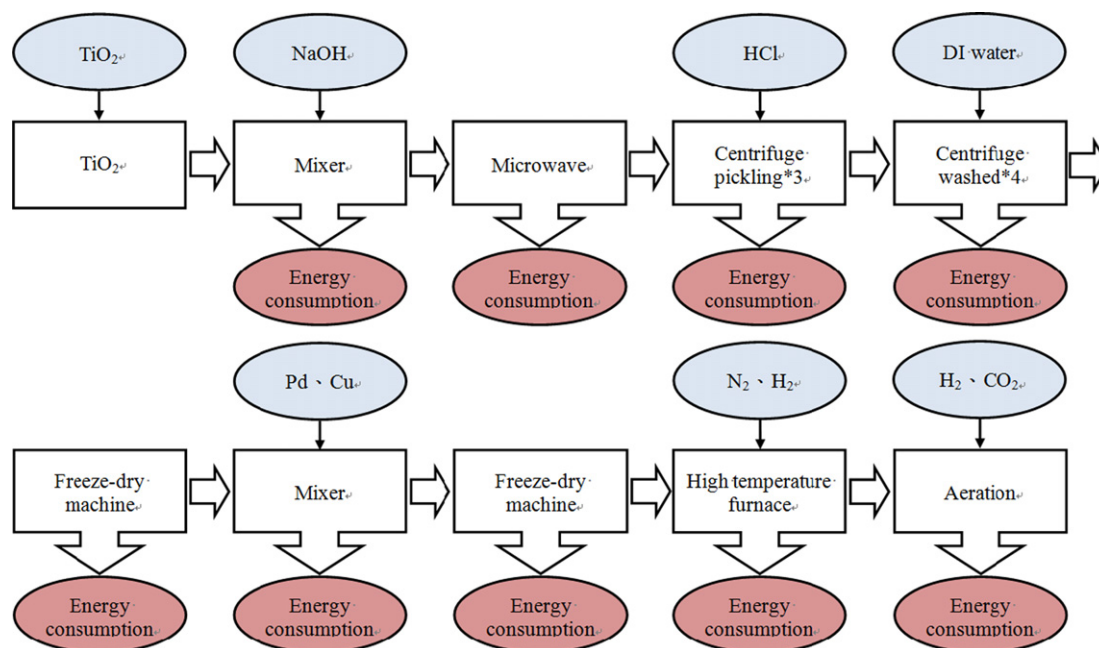 TiO₂
NaOH
HCl
DI water
TiO₂
Mixer
Microwave
Centrifuge
pickling*3
Centrifuge
washed*4
Energy
consumption
Energy
consumption
Energy
consumption
Energy
consumption
Pd、Cu
N₂、H₂
H₂、CO₂
Freeze-dry
machine
Mixer
Freeze-dry
machine
High temperature
furnace
Aeration
Energy
consumption
Energy
consumption
Energy
consumption
Energy
consumption
Energy
consumption